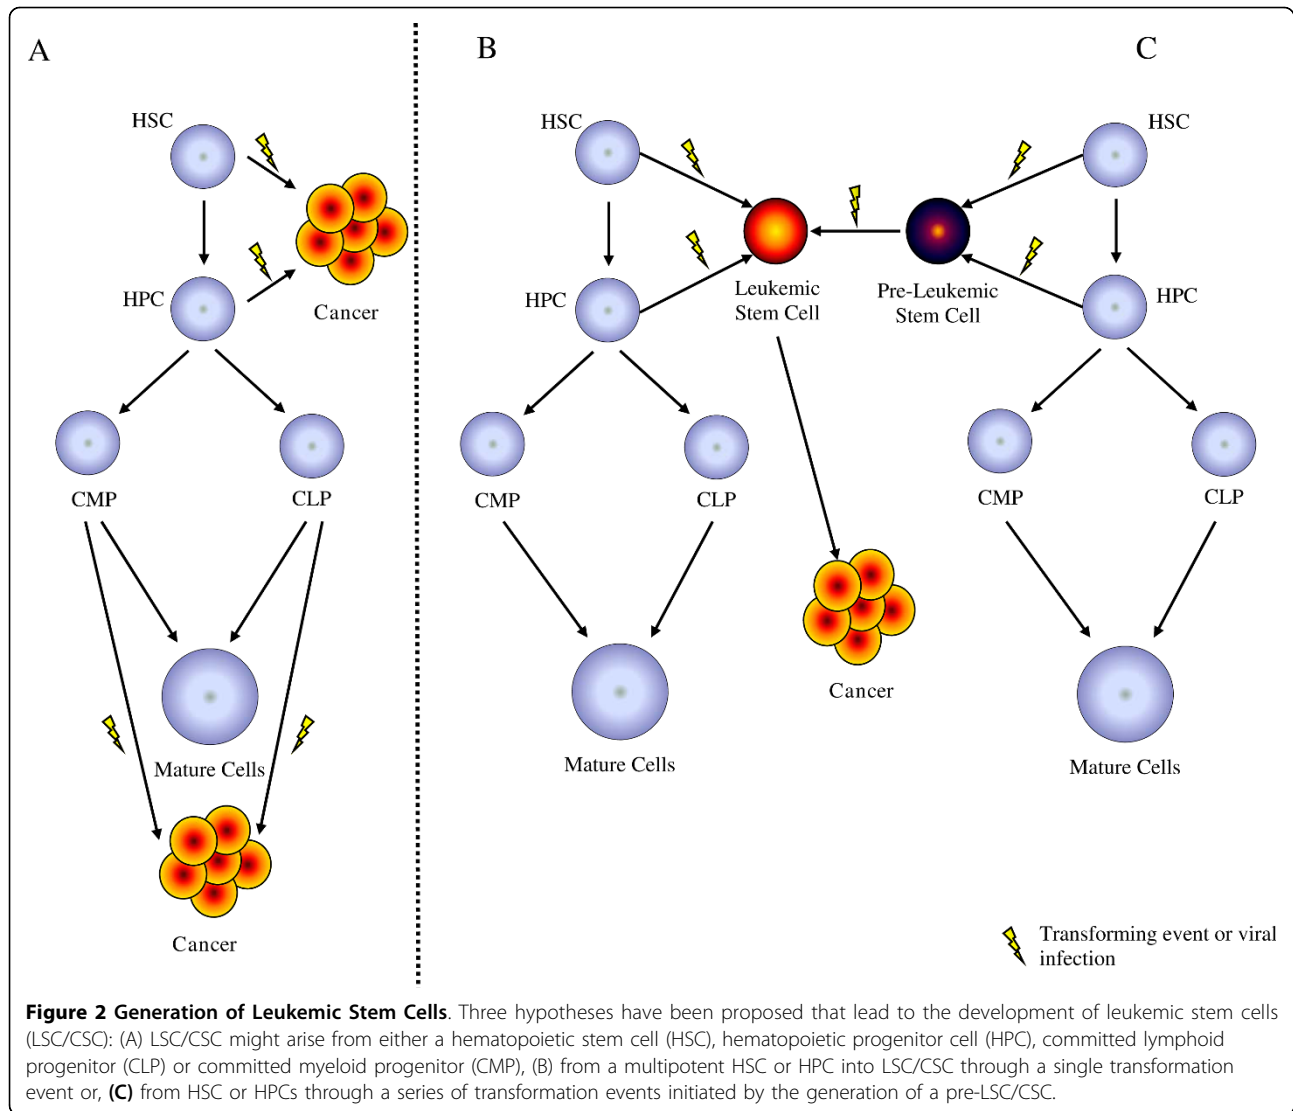 A
HSC
HPC
Cancer
CMP
CLP
Mature Cells
Cancer
B
HSC
HPC
Leukemic
Stem Cell
CMP
CLP
Mature Cells
Cancer
C
HSC
Pre-Leukemic
Stem Cell
HPC
CMP
CLP
Mature Cells
Transforming event or viral
infection
Figure 2 Generation of Leukemic Stem Cells. Three hypotheses have been proposed that lead to the development of leukemic stem cells
(LSC/CSC): (A) LSC/CSC might arise from either a hematopoietic stem cell (HSC), hematopoietic progenitor cell (HPC), committed lymphoid
progenitor (CLP) or committed myeloid progenitor (CMP), (B) from a multipotent HSC or HPC into LSC/CSC through a single transformation
event or, (C) from HSC or HPCs through a series of transformation events initiated by the generation of a pre-LSC/CSC.